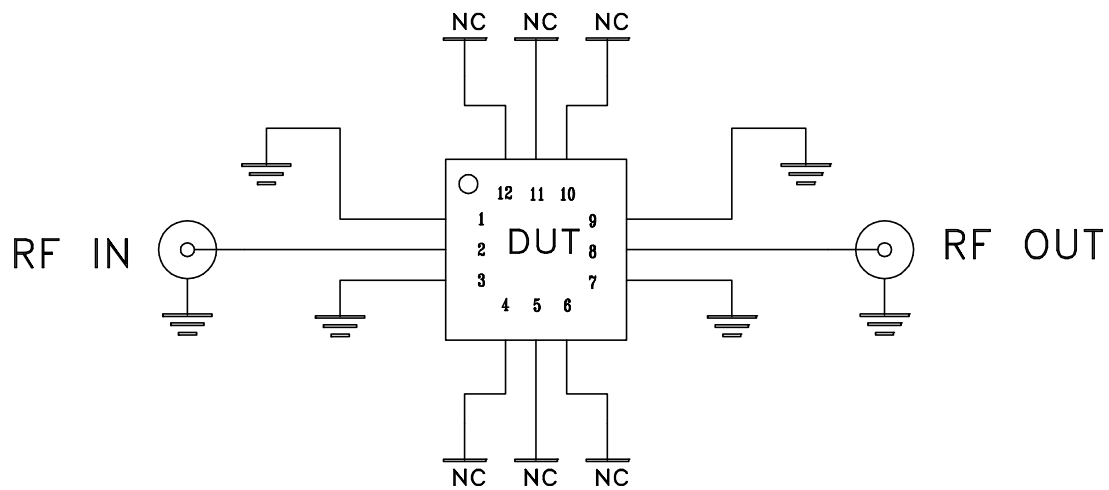 NC NC NC
12 11 10
1 9
RF IN 2 DUT 8 RF OUT
3 7
4 5 6
NC NC NC